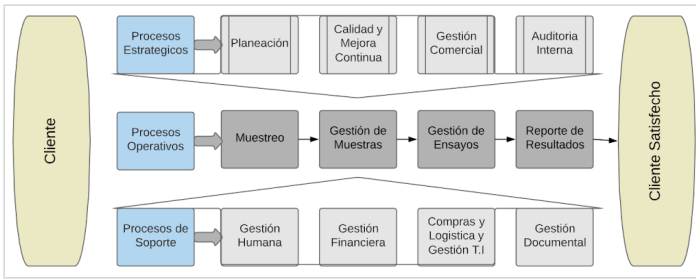 Cliente
Procesos
Estrategicos
Planeación
Calidad y
Mejora
Continua
Gestión
Comercial
Auditoria
Interna
Procesos
Operativos
Muestreo
Gestión de
Muestras
Gestión de
Ensayos
Reporte de
Resultados
Procesos de
Soporte
Gestión
Humana
Gestión
Financiera
Compras y
Logistica y
Gestión T.I
Gestión
Documental
Cliente Satisfecho